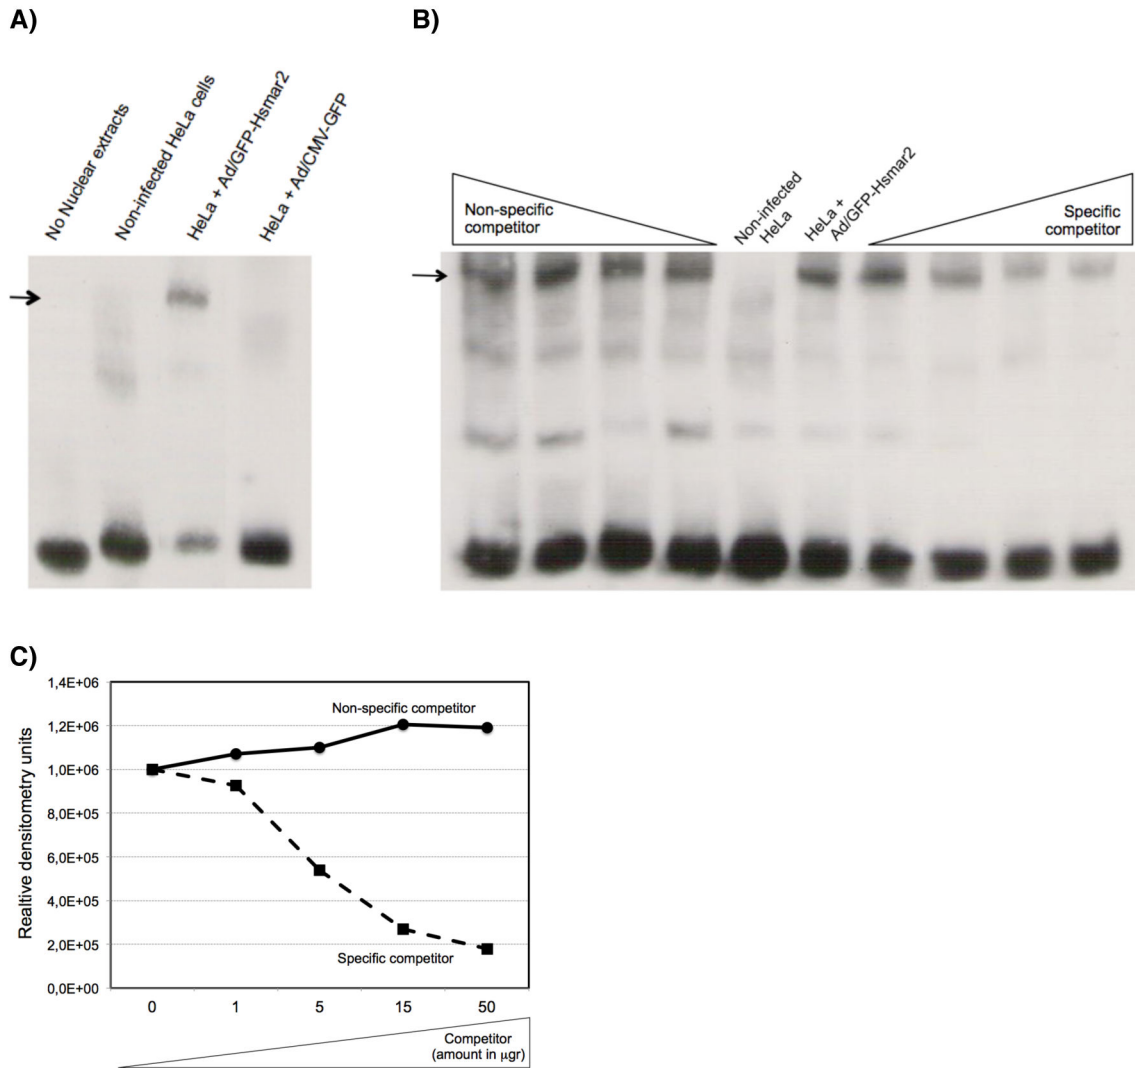 A)
No Nuclear extracts
Non-infected HeLa cells
HeLa + Ad/GFP-Hsmar2
HeLa + Ad/CMV-GFP
B)
Non-specific
competitor
Non-infected
HeLa
HeLa +
Ad/GFP-Hsmar2
Specific
competitor
C)
Realtive densitometry units
1,4E+06
1,2E+06
1,0E+06
8,0E+05
6,0E+05
4,0E+05
2,0E+05
0,0E+00
Non-specific competitor
Specific competitor
0 1 5 15 50
Competitor
(amount in µgr)